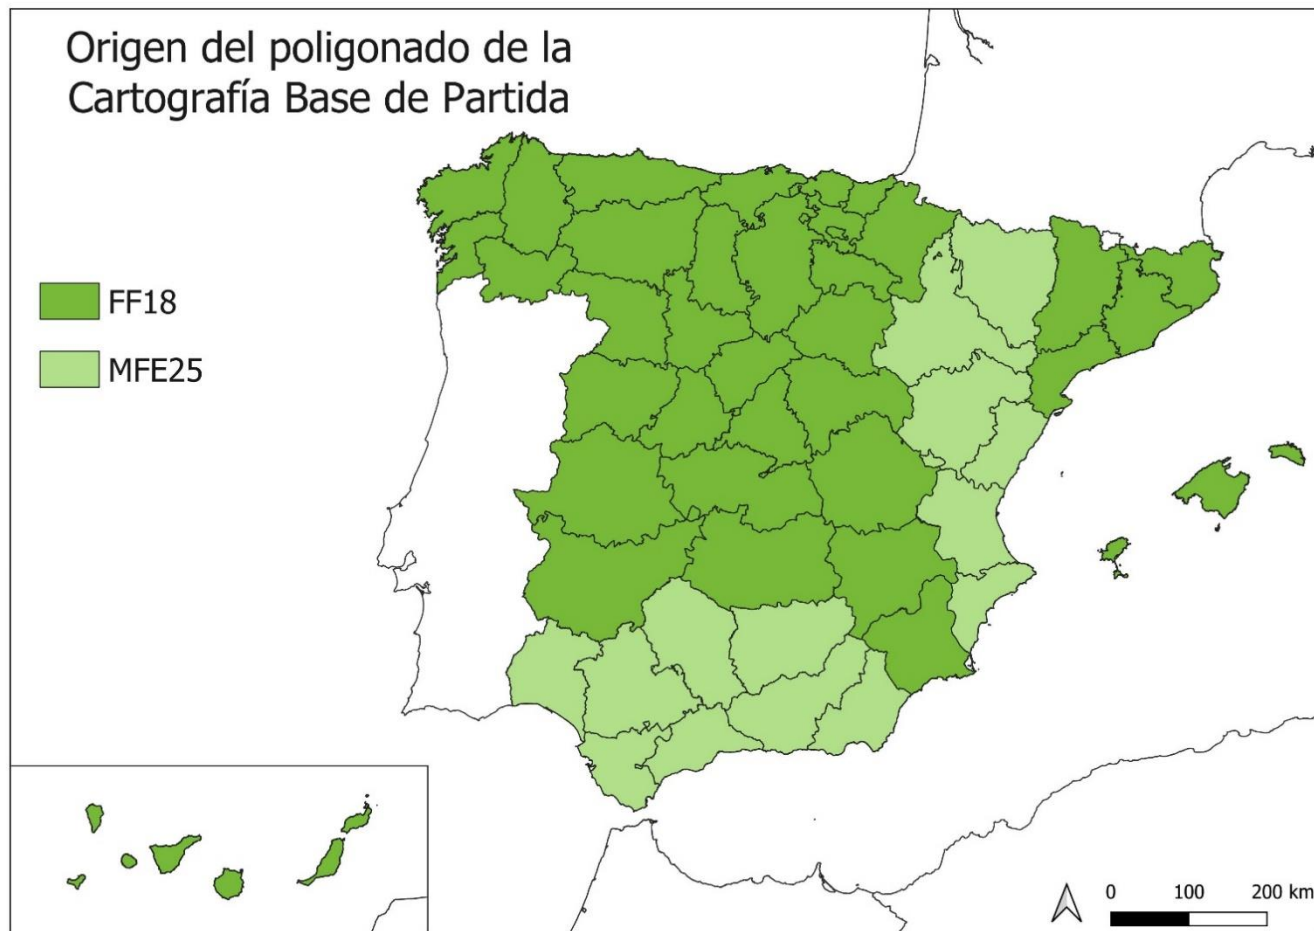 Origen del poligonado de la
Cartografía Base de Partida
FF18
MFE25
0 100 200 km